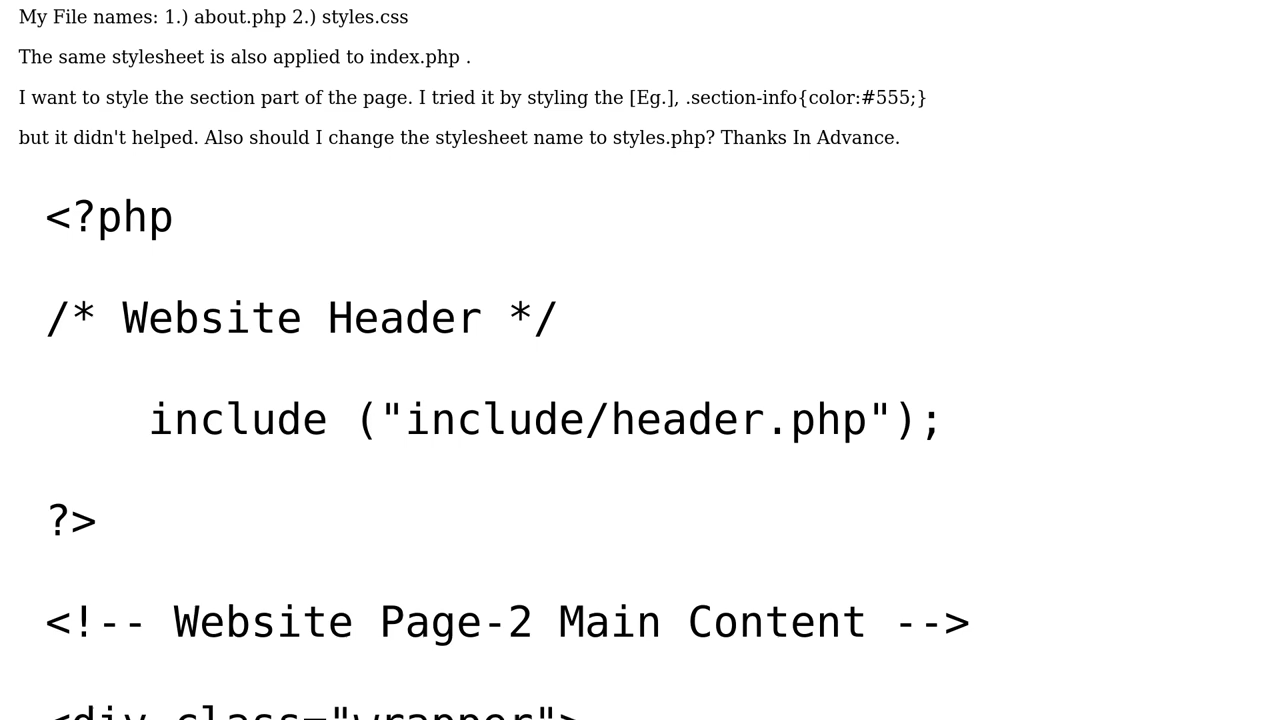 My File names: 1.) about.php 2.) styles.css
The same stylesheet is also applied to index.php .
I want to style the section part of the page. I tried it by styling the [Eg.], .section-info{color:#555;}
but it didn't helped. Also should I change the stylesheet name to styles.php? Thanks In Advance.
<?php
/* Website Header */
include ("include/header.php");
?>
<!-- Website Page-2 Main Content -->
<div class="wrapper">